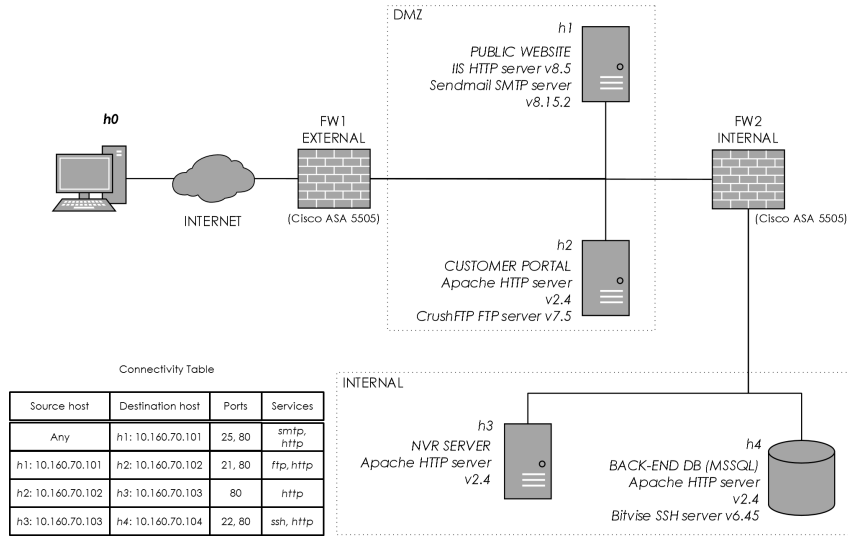 DMZ
h1
PUBLIC WEBSITE
IIS HTTP server v8.5
Sendmail SMTP server
v8.15.2
h0
FW1
EXTERNAL
FW2
INTERNAL
INTERNET
(Cisco ASA 5505)
(Cisco ASA 5505)
h2
CUSTOMER PORTAL
Apache HTTP server
v2.4
CrushFTP FTP server v7.5
Connectivity Table
Source host Destination host Ports Services
Any h1: 10.160.70.101 25, 80 smtp, http
h1: 10.160.70.101 h2: 10.160.70.102 21, 80 ftp, http
h2: 10.160.70.102 h3: 10.160.70.103 80 http
h3: 10.160.70.103 h4: 10.160.70.104 22, 80 ssh, http
INTERNAL
h3
NVR SERVER
Apache HTTP server
v2.4
h4
BACK-END DB (MSSQL)
Apache HTTP server
v2.4
Bitvise SSH server v6.45